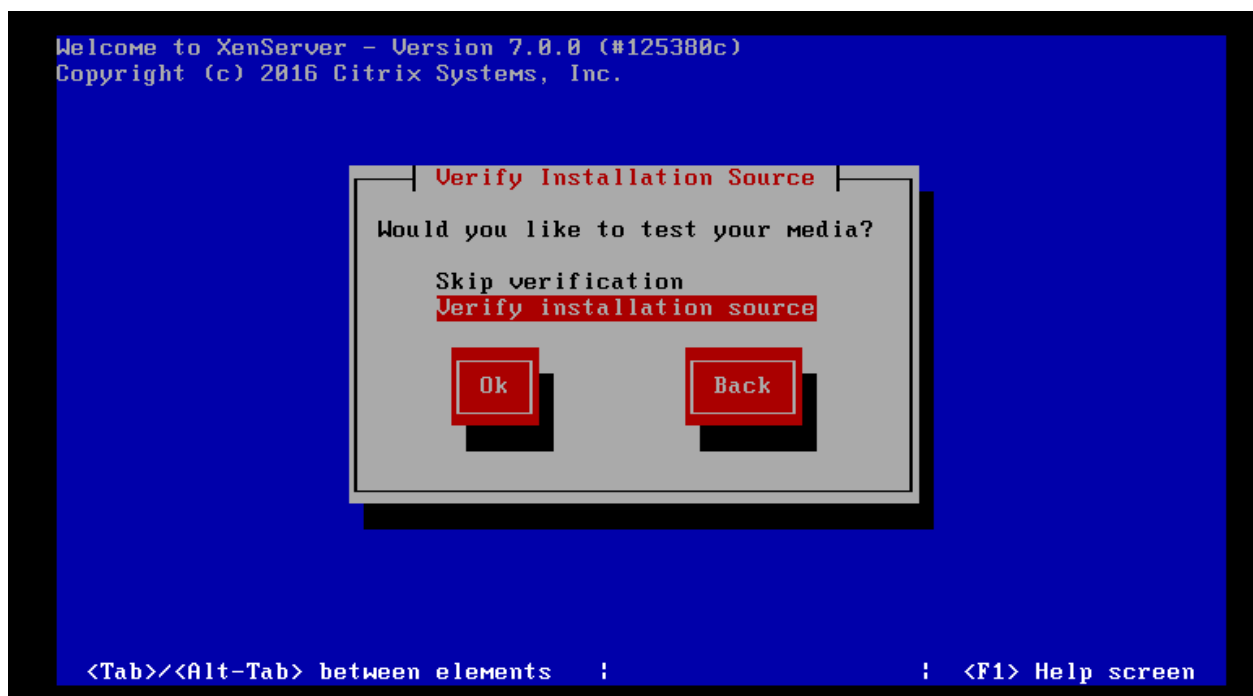 Welcome to XenServer - Version 7.0.0 (#125380c)
Copyright (c) 2016 Citrix Systems, Inc.
Verify Installation Source
Would you like to test your media?
Skip verification
Verify installation source
Ok Back
<Tab>/<Alt-Tab> between elements ¦ ¦ <F1> Help screen